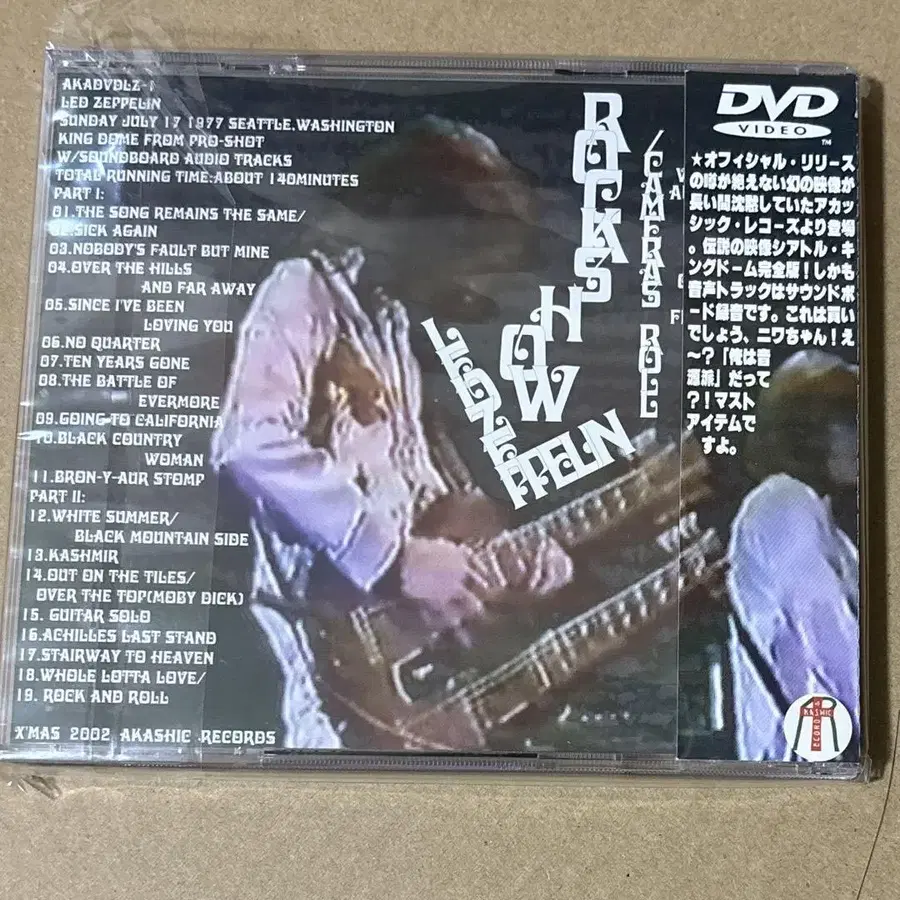 AKADVDLZ-1
LED ZEPPELIN
SUNDAY JULY 17 1977 SEATTLE.WASHINGTON
KING DOME FROM PRO-SHOT
W/SOUNDBOARD AUDIO TRACKS
TOTAL RUNNING TIME:ABOUT 140MINUTES
PART I:
01.THE SONG REMAINS THE SAME/
02.SICK AGAIN
03.NOBODY'S FAULT BUT MINE
04.OVER THE HILLS
AND FAR AWAY
05.SINCE I'VE BEEN
LOVING YOU
06.NO QUARTER
07.TEN YEARS GONE
08.THE BATTLE OF
EVERMORE
09.GOING TO CALIFORNIA
10.BLACK COUNTRY
WOMAN
11.BRON-Y-AUR STOMP
PART II:
12.WHITE SUMMER/
BLACK MOUNTAIN SIDE
13.KASHMIR
14.OUT ON THE TILES/
OVER THE TOP(MOBY DICK)
15. GUITAR SOLO
16.ACHILLES LAST STAND
17.STAIRWAY TO HEAVEN
18.WHOLE LOTTA LOVE/
19. ROCK AND ROLL
X'MAS 2002 AKASHIC RECORDS
LED ZEPPELIN
HOW
ROCKS
/CAMERAS ROLE
DVD
VIDEO
TM
★オフィシャル・リリース
の噂が絶えない幻の映像が
長い間沈黙していたアカッ
シック・レコーズより登場
。伝説の映像シアトル・キ
ングドーム完全版！しかも
音声トラックはサウンドボ
ード録音です。これは買い
でしょう、ニワちゃん！え
～？「俺は音
源派」だって
？！マスト
アイテムで
すよ。
AKASHIC
RECORD